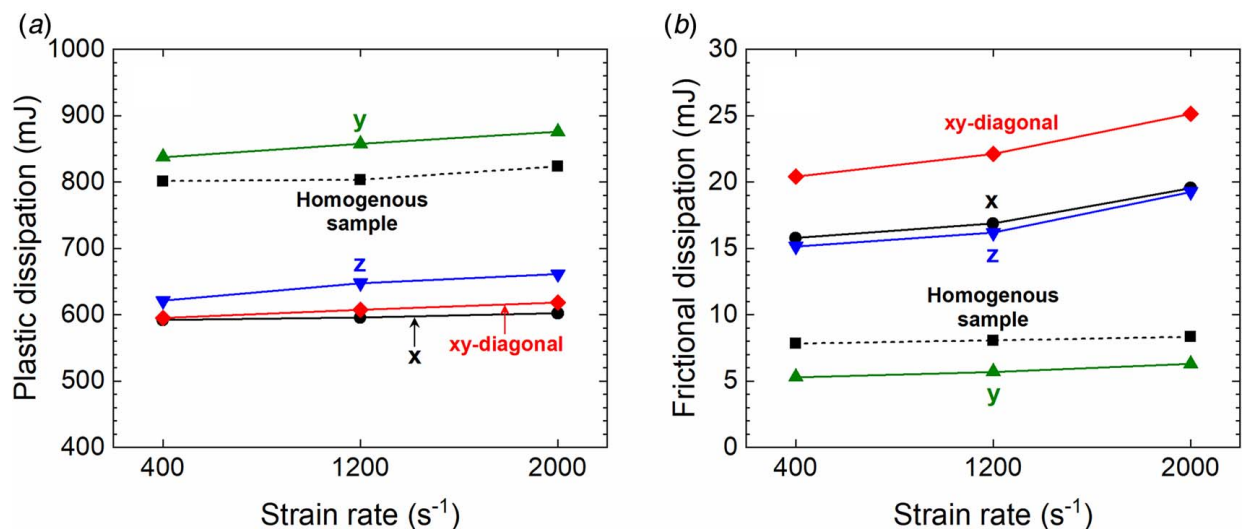 (a)
Plastic dissipation (mJ)
1000
900
800
700
600
500
400
y
Homogenous
sample
z
x
xy-diagonal
400
1200
2000
Strain rate (s⁻¹)
(b)
Frictional dissipation (mJ)
30
25
20
15
10
5
0
xy-diagonal
x
z
Homogenous
sample
y
400
1200
2000
Strain rate (s⁻¹)